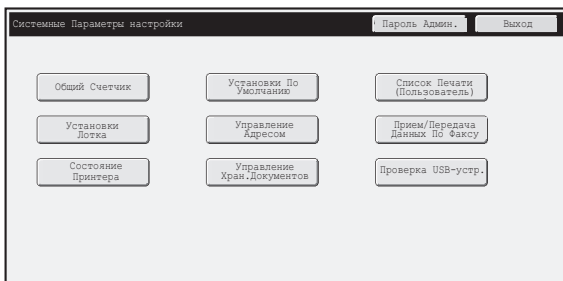 Системные Параметры настройки
Пароль Админ.
Выход
Общий Счетчик
Установки По
Умолчанию
Список Печати
(Пользователь)
Установки
Лотка
Управление
Адресом
Прием/Передача
Данных По Факсу
Состояние
Принтера
Управление
Хран.Документов
Проверка USB-устр.